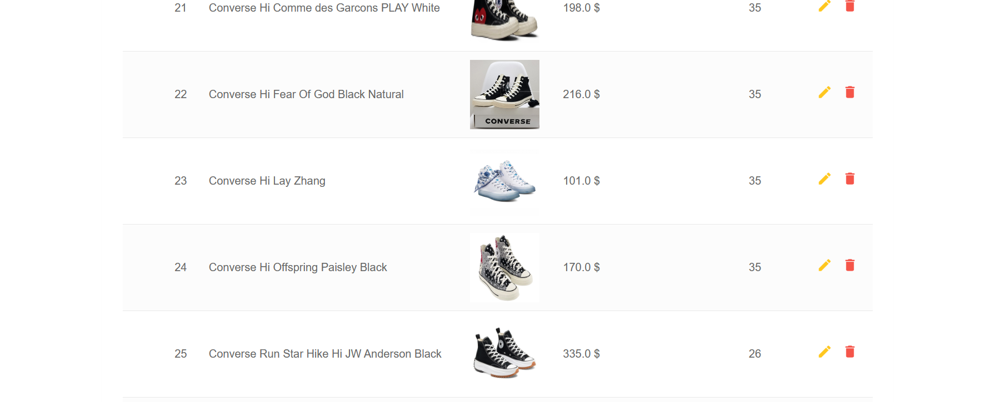 21 Converse Hi Comme des Garcons PLAY White 198.0 $ 35
22 Converse Hi Fear Of God Black Natural 216.0 $ 35
CONVERSE
23 Converse Hi Lay Zhang 101.0 $ 35
24 Converse Hi Offspring Paisley Black 170.0 $ 35
25 Converse Run Star Hike Hi JW Anderson Black 335.0 $ 26